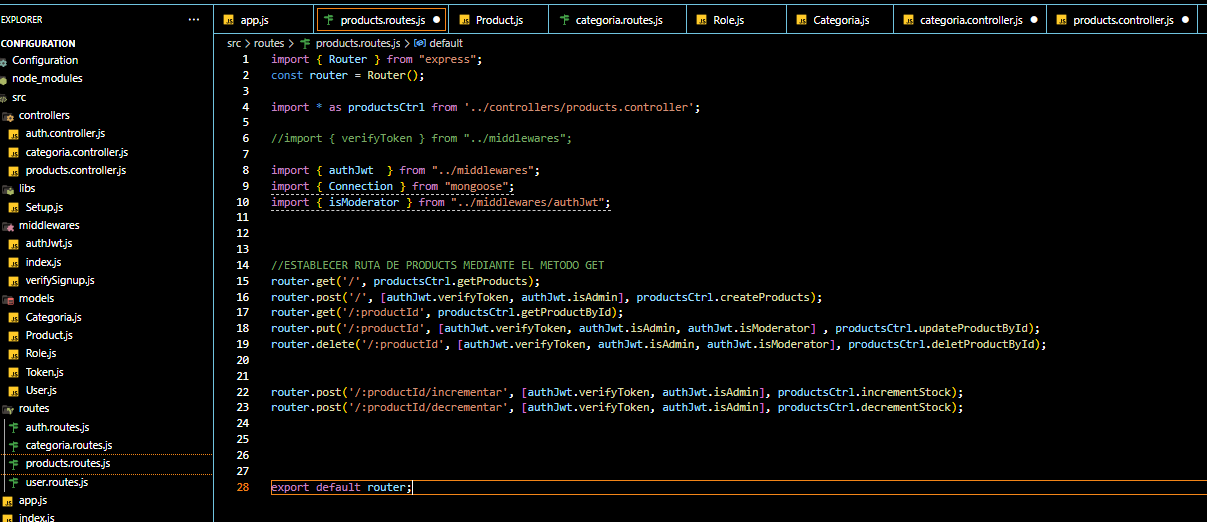 EXPLORER
···
CONFIGURATION
Configuration
node_modules
src
controllers
auth.controller.js
categoria.controller.js
products.controller.js
libs
Setup.js
middlewares
authJwt.js
index.js
verifySignup.js
models
Categoria.js
Product.js
Role.js
Token.js
User.js
routes
auth.routes.js
categoria.routes.js
products.routes.js
user.routes.js
app.js
index.js
app.js
products.routes.js
Product.js
categoria.routes.js
Role.js
Categoria.js
categoria.controller.js
products.controller.js
src > routes > products.routes.js > default
1 import { Router } from "express";
2 const router = Router();
3
4 import * as productsCtrl from '../controllers/products.controller';
5
6 //import { verifyToken } from "../middlewares";
7
8 import { authJwt  } from "../middlewares";
9 import { Connection } from "mongoose";
10 import { isModerator } from "../middlewares/authJwt";
11
12
13
14 //ESTABLECER RUTA DE PRODUCTS MEDIANTE EL METODO GET
15 router.get('/', productsCtrl.getProducts);
16 router.post('/', [authJwt.verifyToken, authJwt.isAdmin], productsCtrl.createProducts);
17 router.get('/:productId', productsCtrl.getProductById);
18 router.put('/:productId', [authJwt.verifyToken, authJwt.isAdmin, authJwt.isModerator] , productsCtrl.updateProductById);
19 router.delete('/:productId', [authJwt.verifyToken, authJwt.isAdmin, authJwt.isModerator], productsCtrl.deletProductById);
20
21
22 router.post('/:productId/incrementar', [authJwt.verifyToken, authJwt.isAdmin], productsCtrl.incrementStock);
23 router.post('/:productId/decrementar', [authJwt.verifyToken, authJwt.isAdmin], productsCtrl.decrementStock);
24
25
26
27
28 export default router;